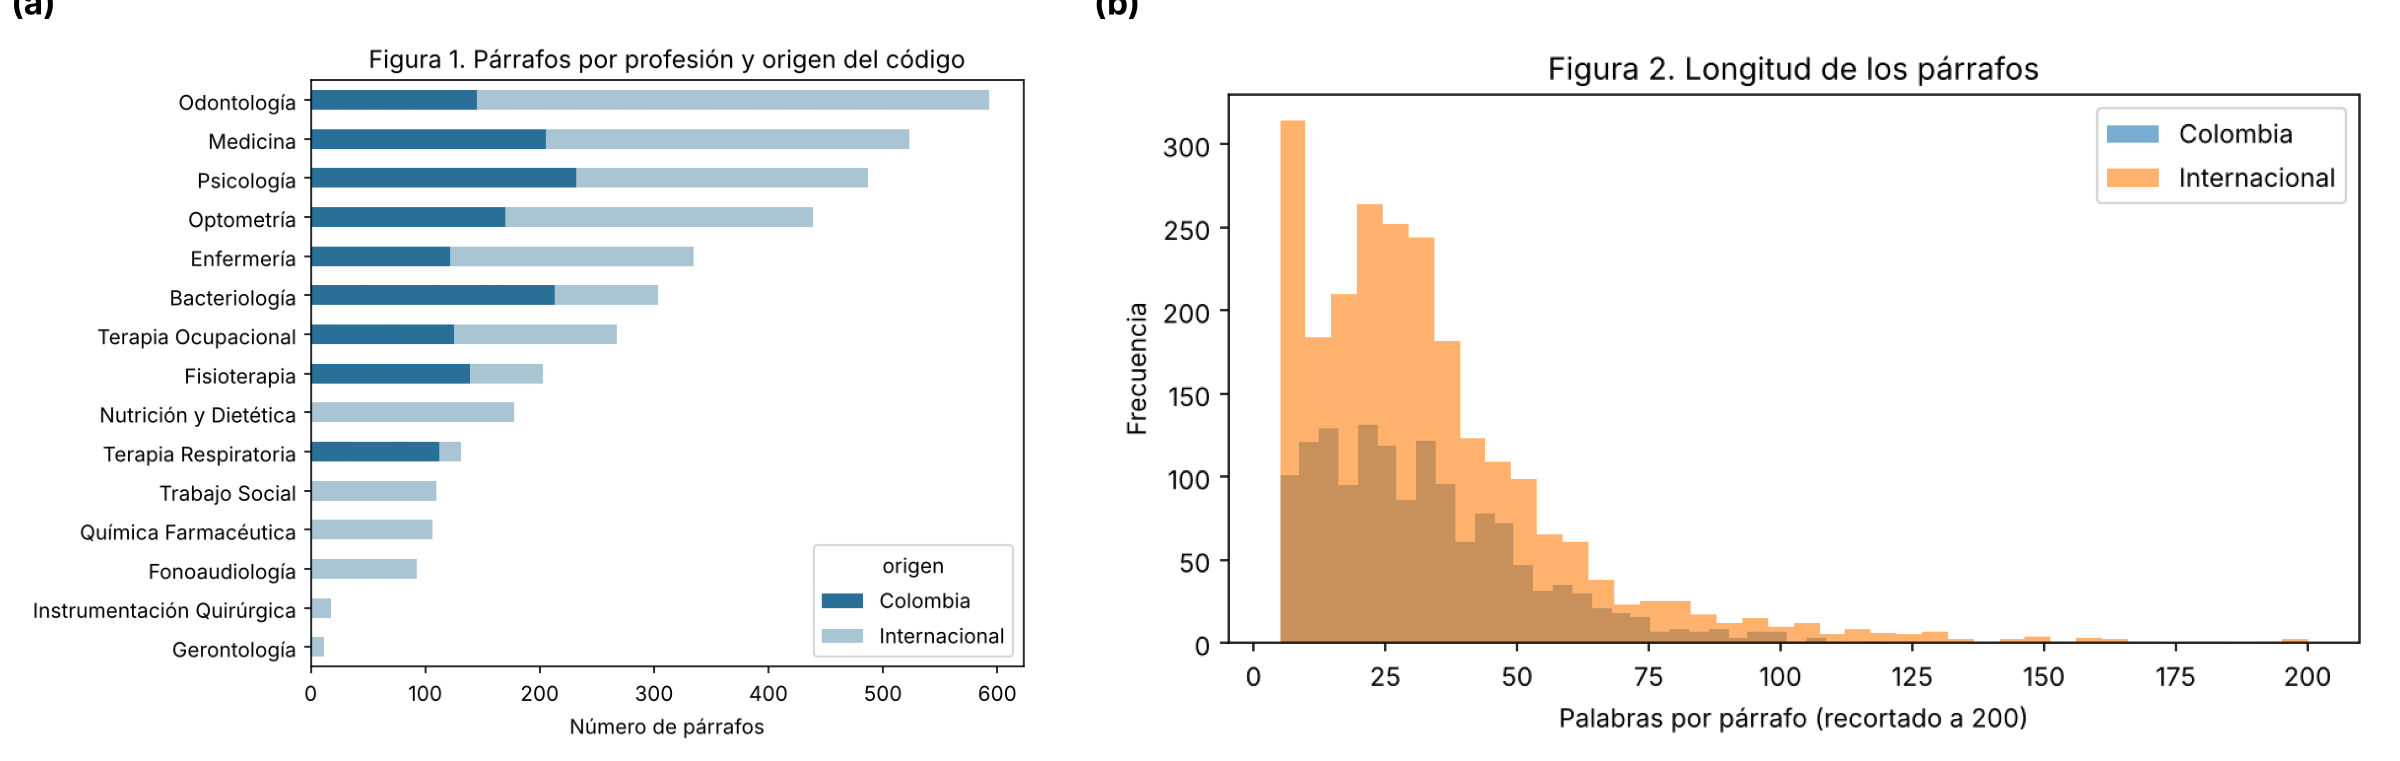 (a)
Figura 1. Párrafos por profesión y origen del código
Odontología
Medicina
Psicología
Optometría
Enfermería
Bacteriología
Terapia Ocupacional
Fisioterapia
Nutrición y Dietética
Terapia Respiratoria
Trabajo Social
Química Farmacéutica
Fonoaudiología
Instrumentación Quirúrgica
Gerontología
origen
Colombia
Internacional
0 100 200 300 400 500 600
Número de párrafos
(b)
Figura 2. Longitud de los párrafos
Colombia
Internacional
Frecuencia
300
250
200
150
100
50
0
0 25 50 75 100 125 150 175 200
Palabras por párrafo (recortado a 200)